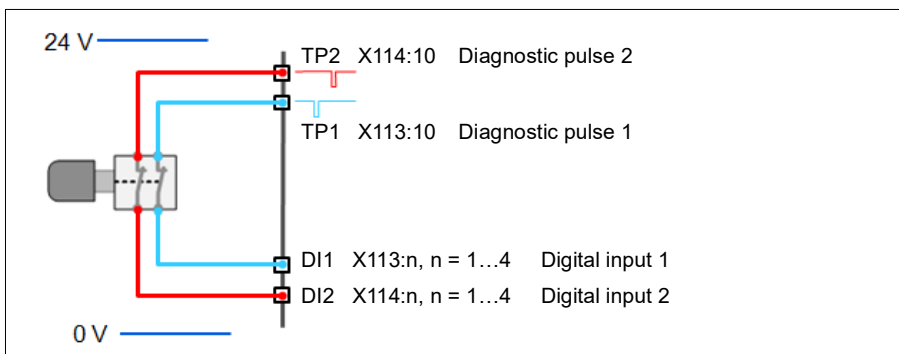 24 V
TP2 X114:10 Diagnostic pulse 2
TP1 X113:10 Diagnostic pulse 1
DI1 X113:n, n = 1…4 Digital input 1
DI2 X114:n, n = 1…4 Digital input 2
0 V